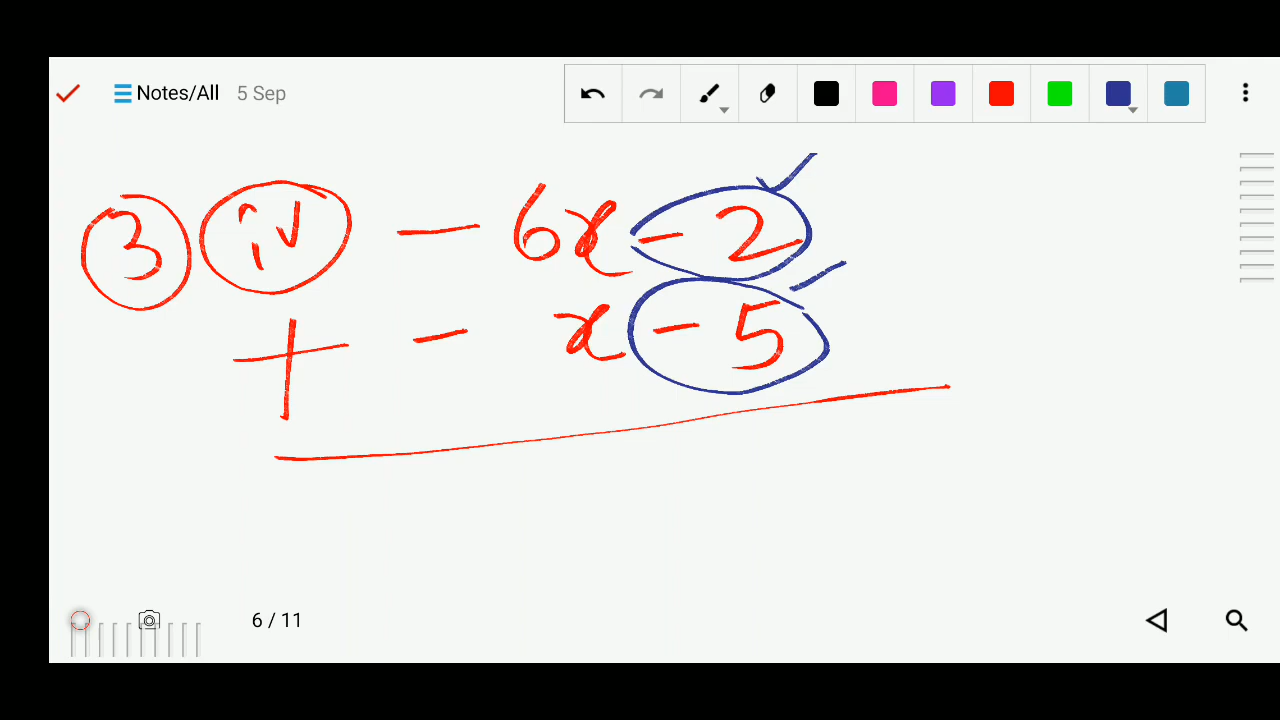 Notes/All 5 Sep
3 iv - 6x - 2
+ - x - 5
6 / 11